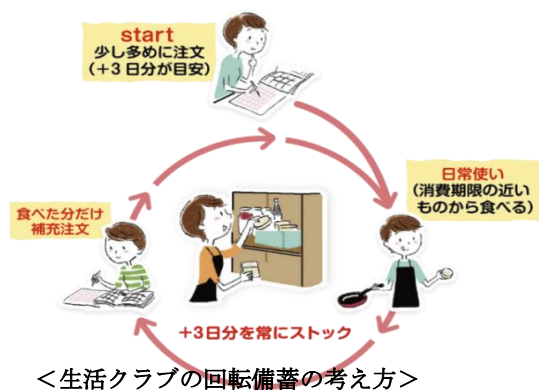 start
少し多めに注文
（＋3日分が目安）
日常使い
（消費期限の近い
ものから食べる）
食べた分だけ
補充注文
＋3日分を常にストック
＜生活クラブの回転備蓄の考え方＞